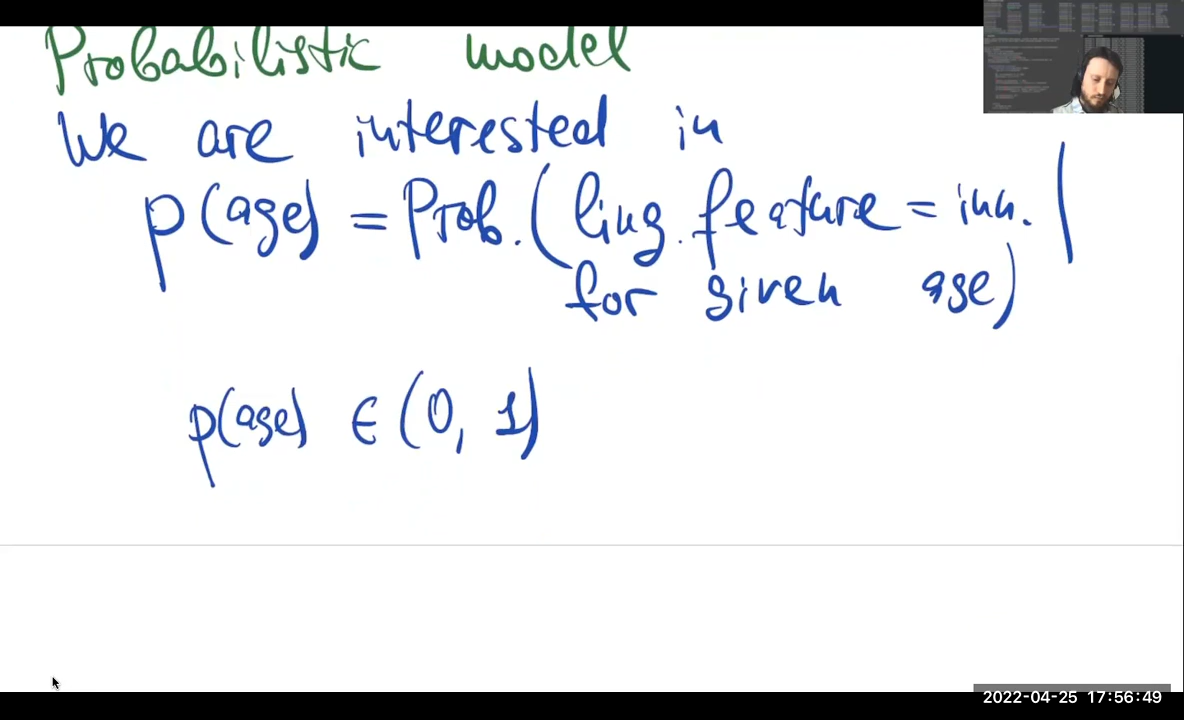 Probabilistic model
We are interested in
p(age) = Prob.( ling. feature = inn. |
for given age)
p(age) ∈ (0, 1)
2022-04-25 17:56:49